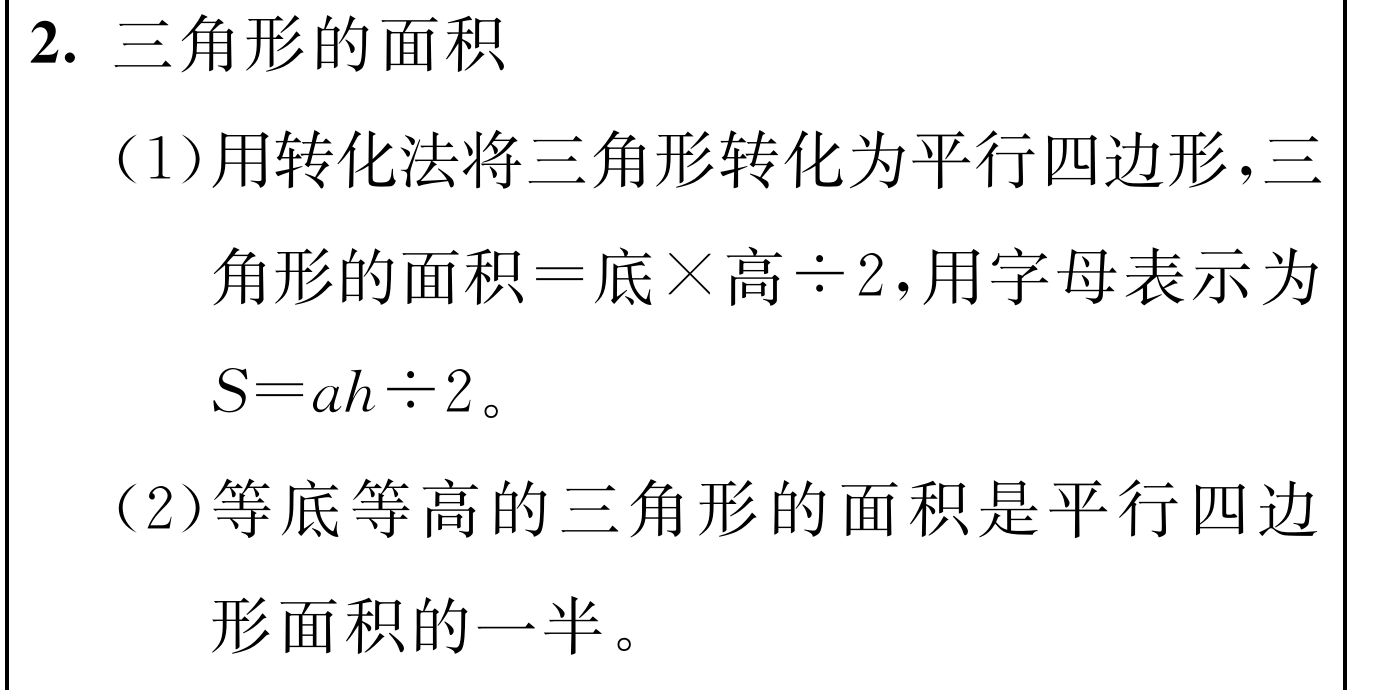 2. 三角形的面积
(1)用转化法将三角形转化为平行四边形,三
角形的面积=底×高÷2,用字母表示为
S=ah÷2。
(2)等底等高的三角形的面积是平行四边
形面积的一半。